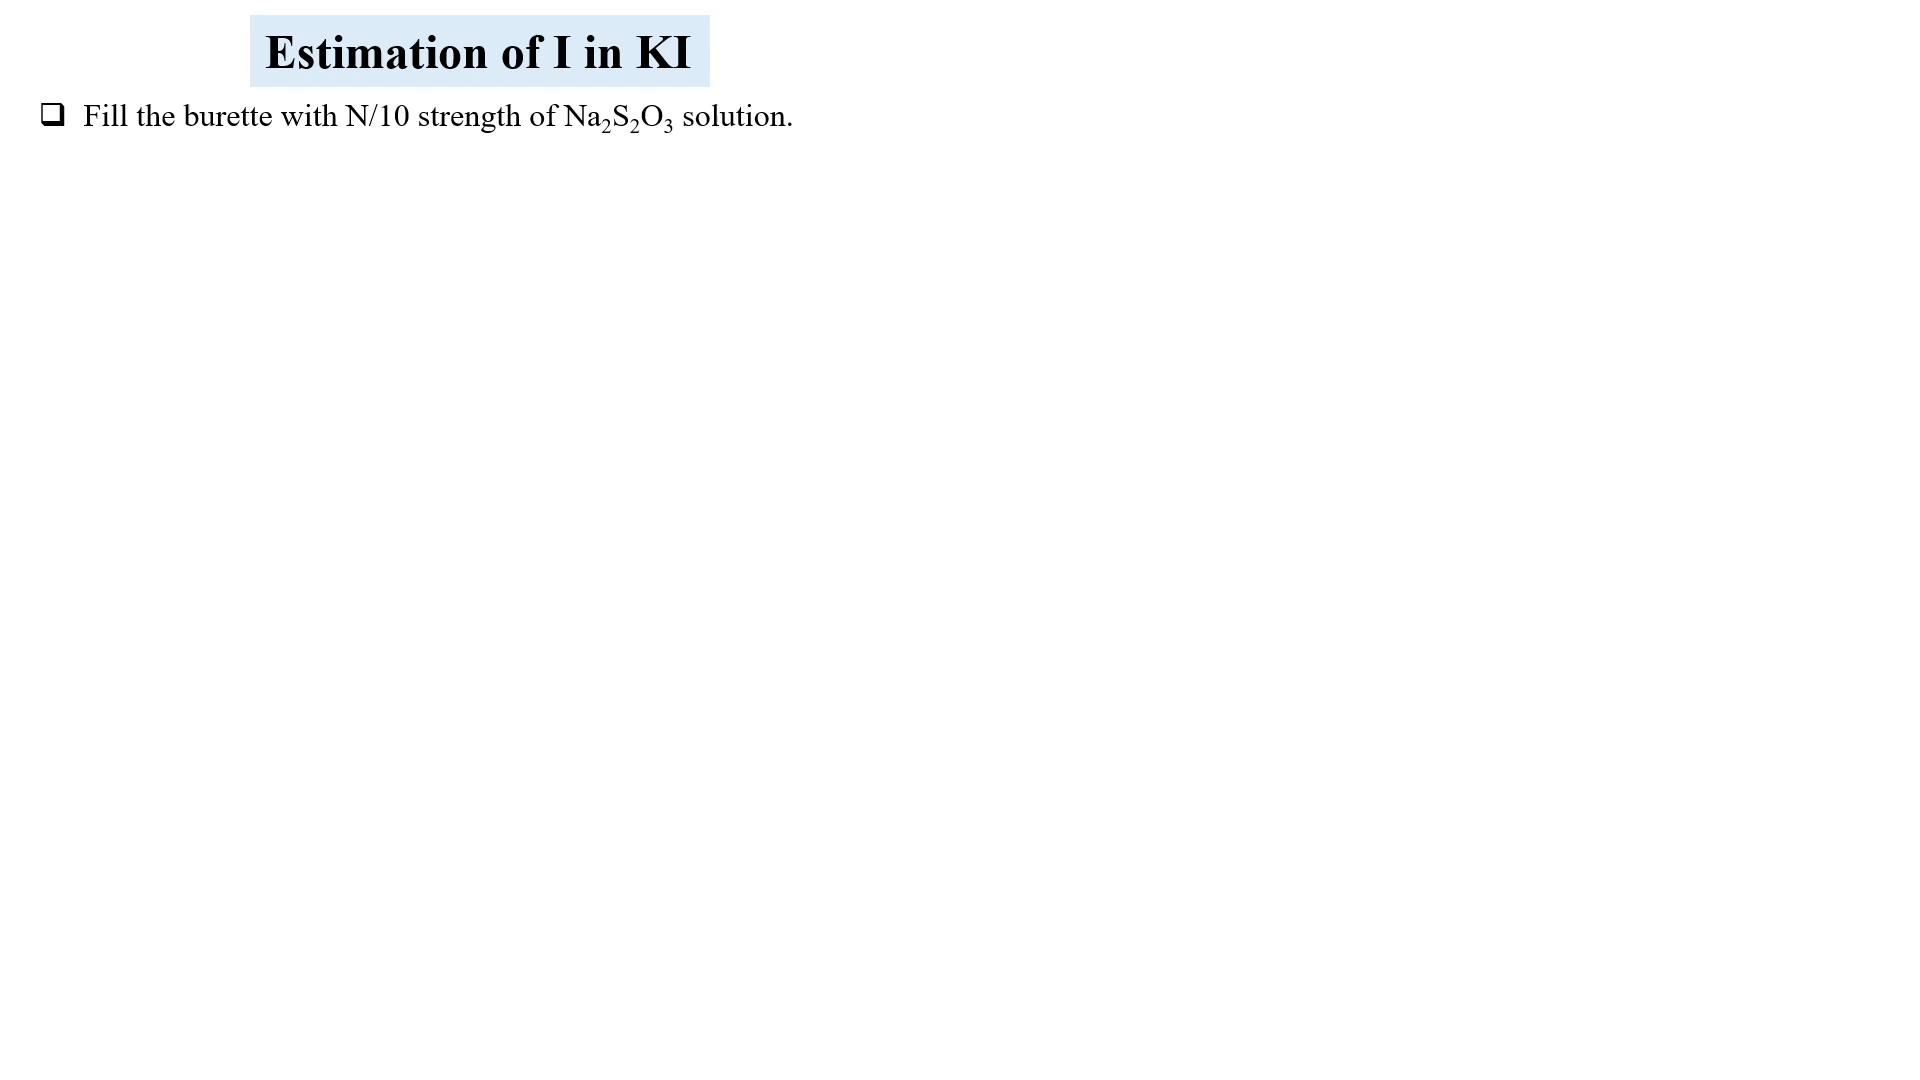 Estimation of I in KI
❑ Fill the burette with N/10 strength of Na₂S₂O₃ solution.